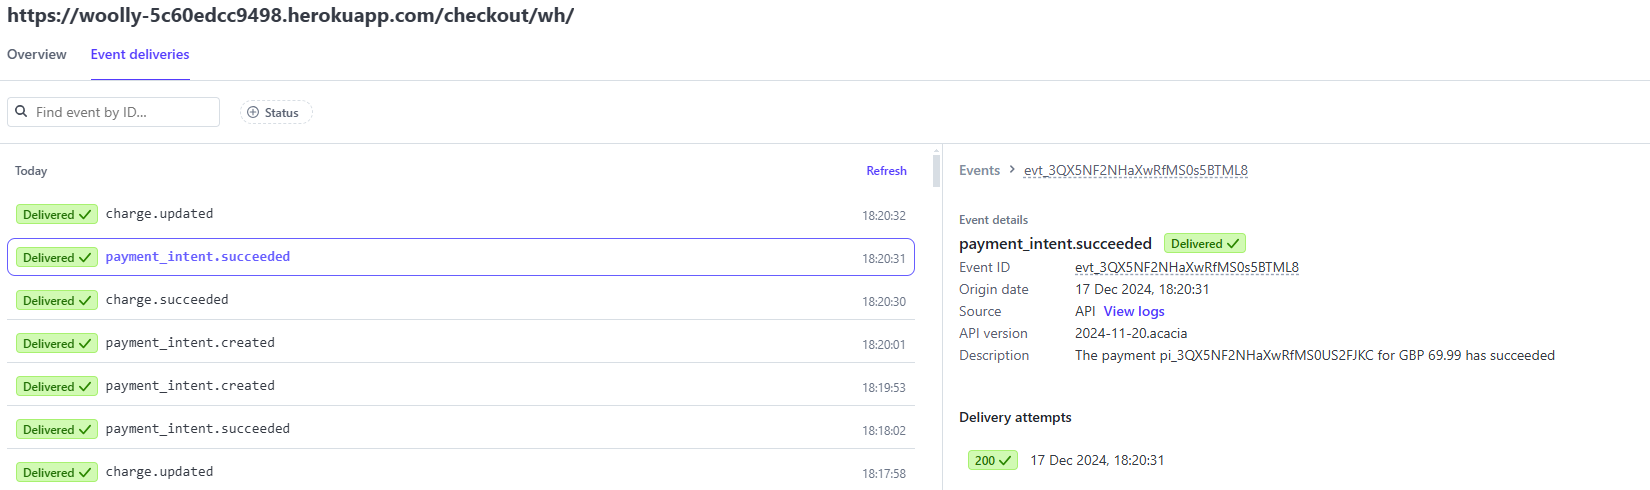 https://woolly-5c60edcc9498.herokuapp.com/checkout/wh/
Overview Event deliveries
Find event by ID... Status
Today Refresh
Delivered charge.updated 18:20:32
Delivered payment_intent.succeeded 18:20:31
Delivered charge.succeeded 18:20:30
Delivered payment_intent.created 18:20:01
Delivered payment_intent.created 18:19:53
Delivered payment_intent.succeeded 18:18:02
Delivered charge.updated 17:58
Events > evt_3QX5NF2NHaXwRfMS0s5BTML8
Event details
payment_intent.succeeded Delivered
Event ID evt_3QX5NF2NHaXwRfMS0s5BTML8
Origin date 17 Dec 2024, 18:20:31
Source API View logs
API version 2024-11-20.acacia
Description The payment pi_3QX5NF2NHaXwRfMS0US2FJKC for GBP 69.99 has succeeded
Delivery attempts
200 17 Dec 2024, 18:20:31